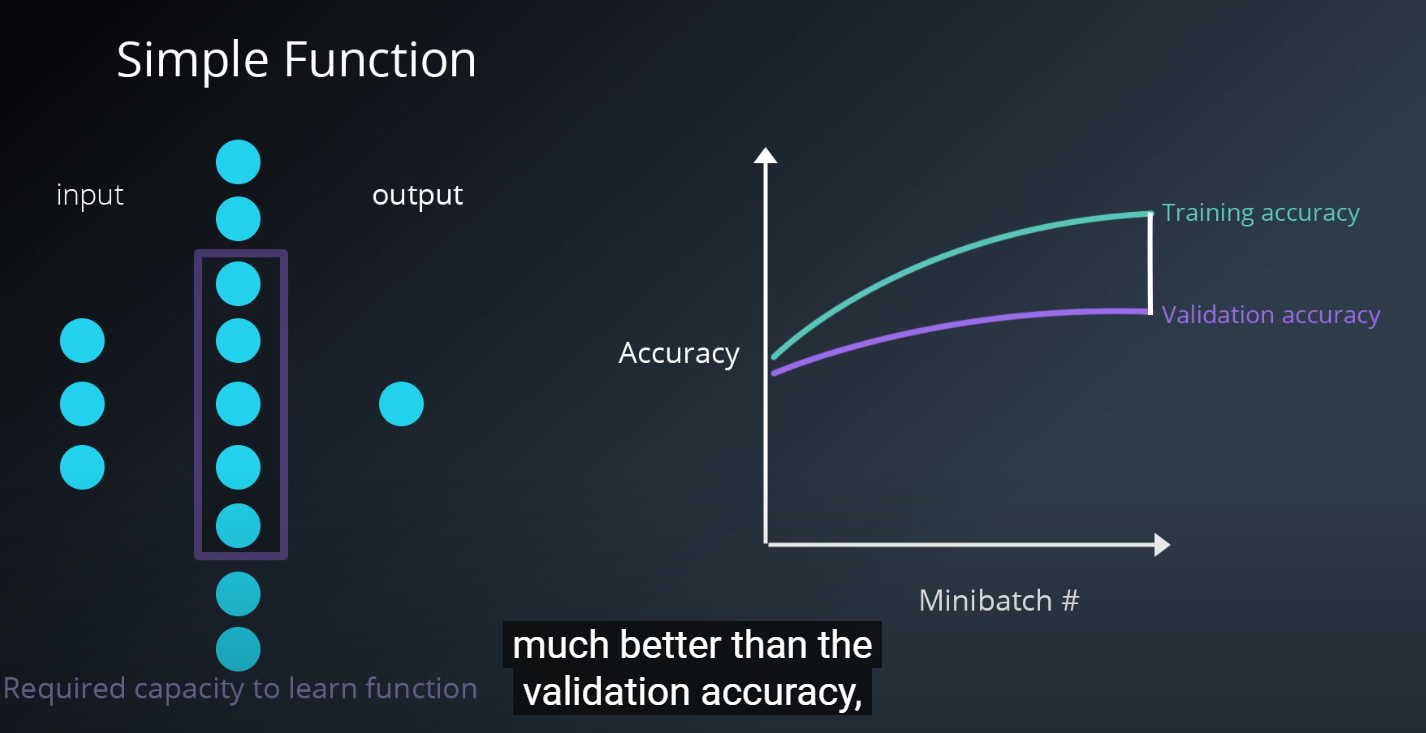 Simple Function
input
output
Training accuracy
Validation accuracy
Accuracy
Minibatch #
Required capacity to learn function
much better than the
validation accuracy,